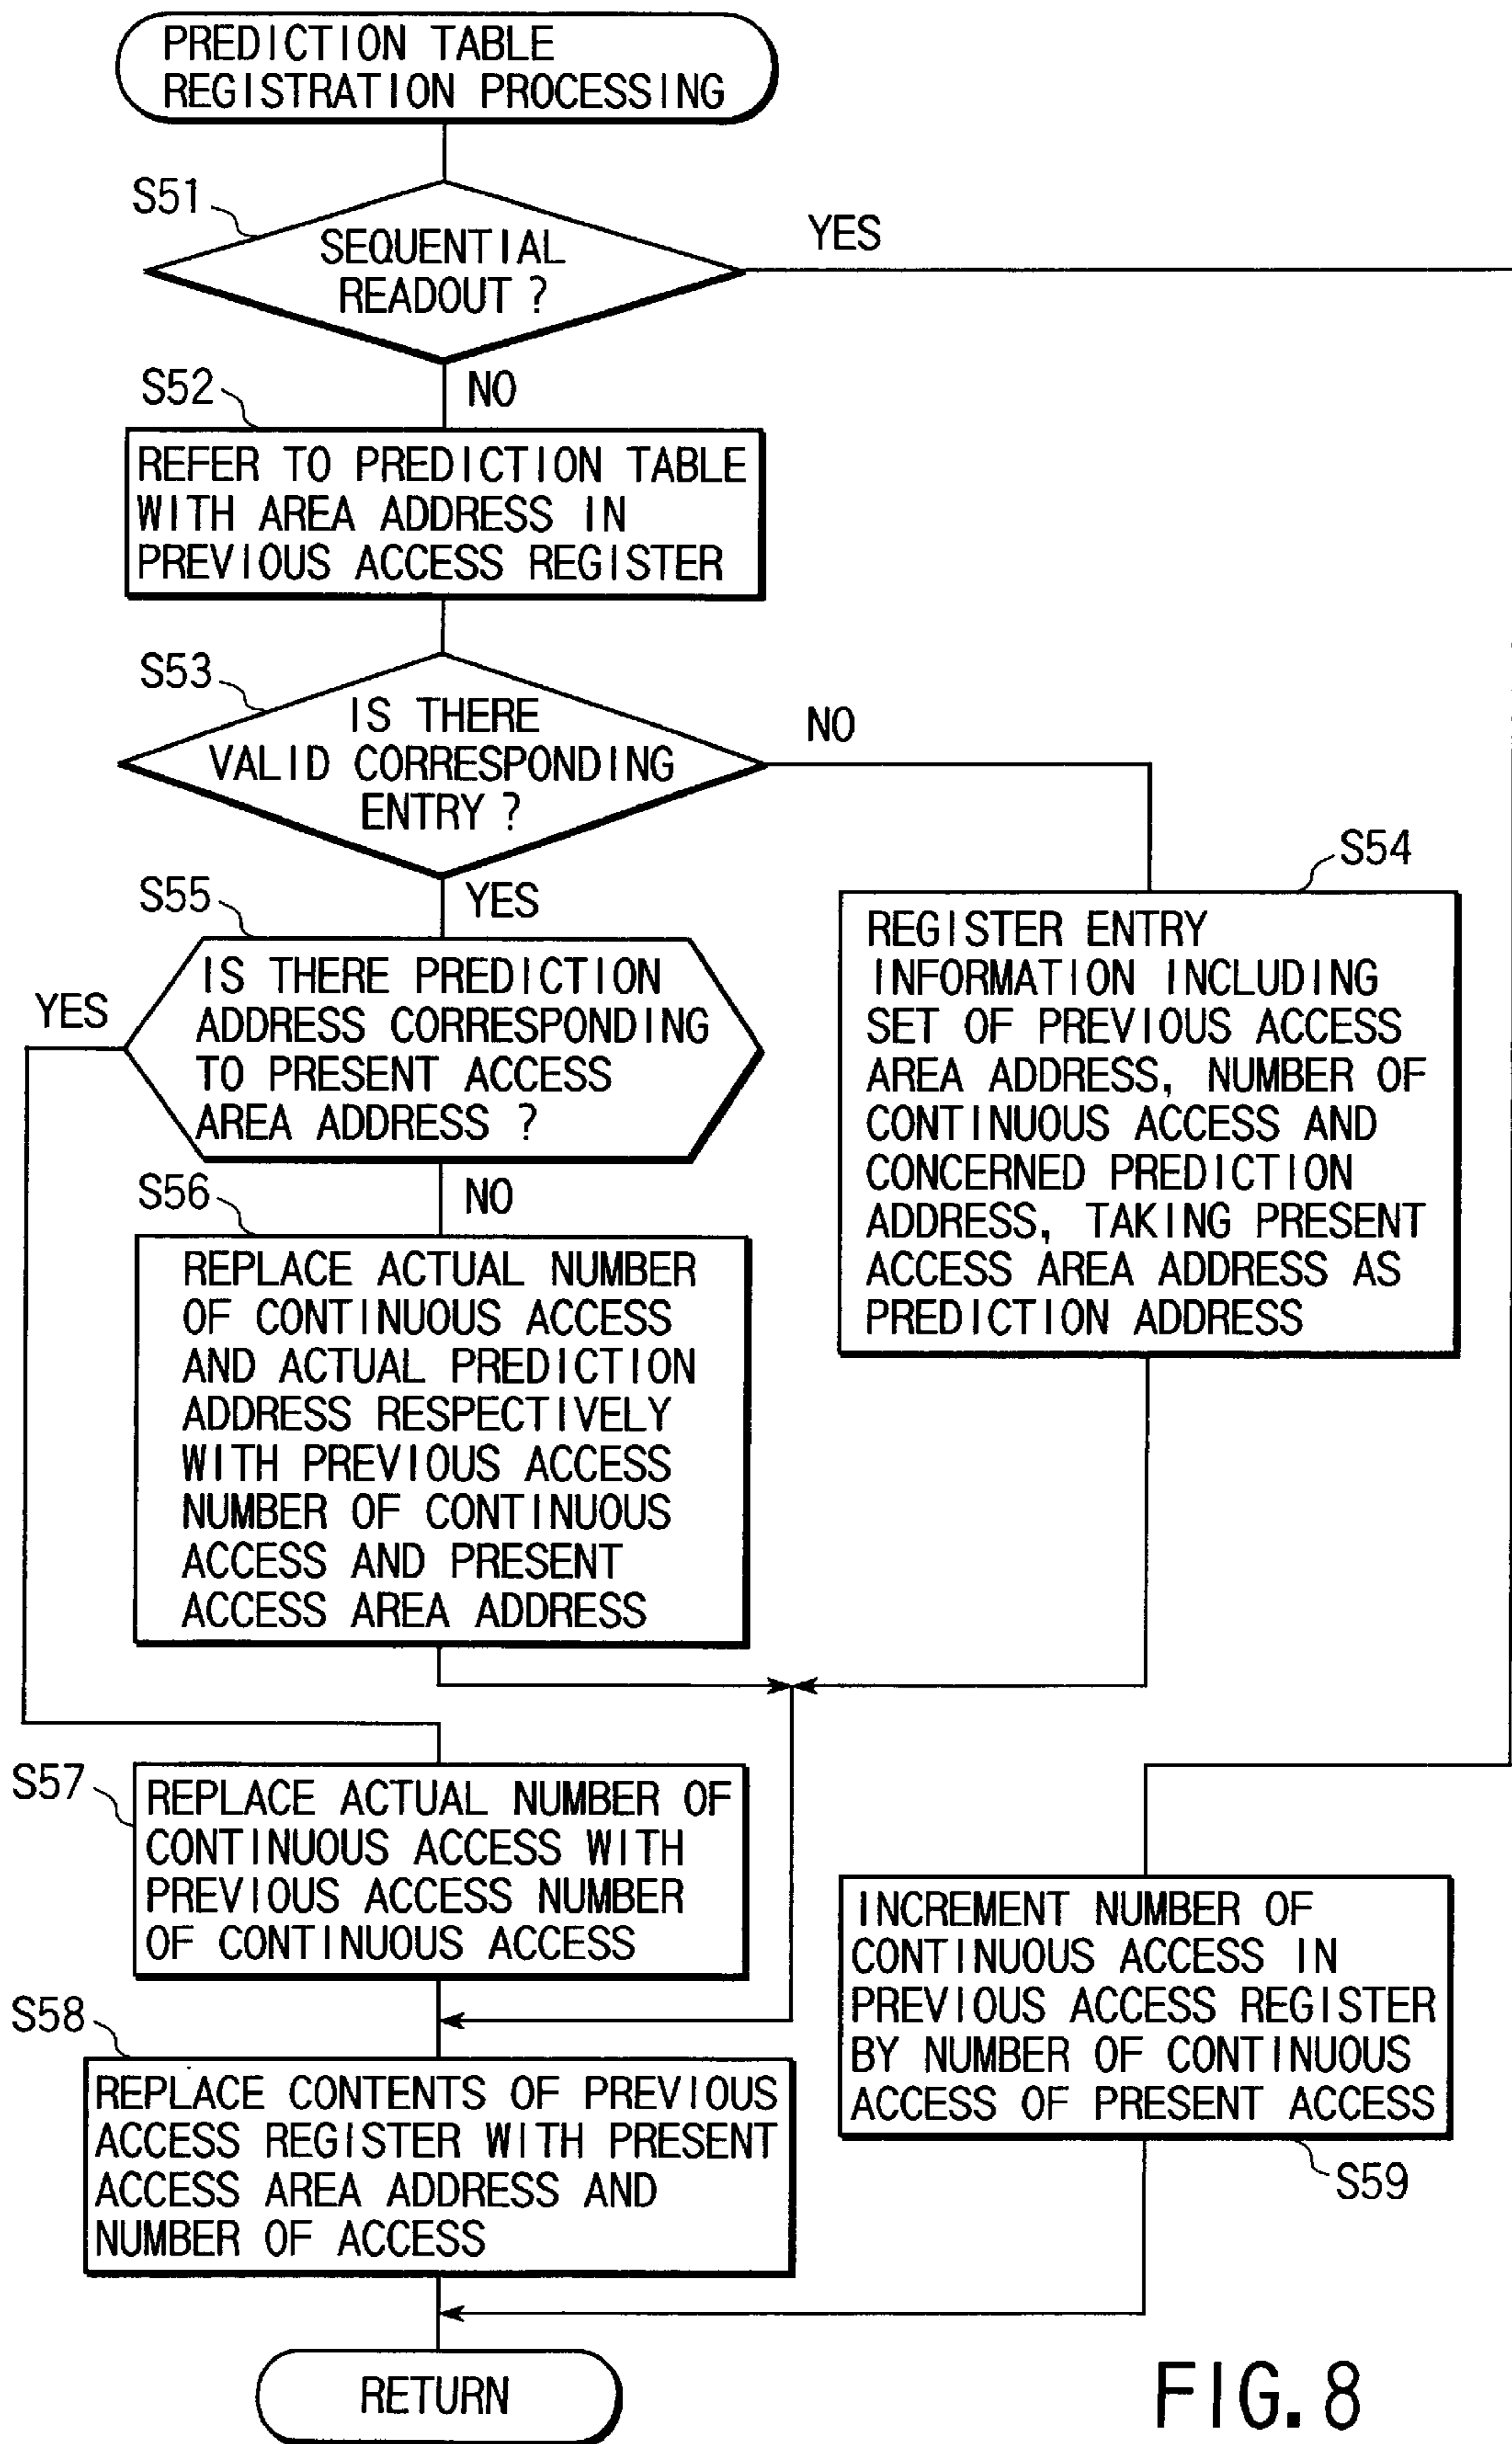 PREDICTION TABLE
REGISTRATION PROCESSING
S51
SEQUENTIAL
READOUT ?
YES
NO
S52
REFER TO PREDICTION TABLE
WITH AREA ADDRESS IN
PREVIOUS ACCESS REGISTER
S53
IS THERE
VALID CORRESPONDING
ENTRY ?
NO
YES
S54
REGISTER ENTRY
INFORMATION INCLUDING
SET OF PREVIOUS ACCESS
AREA ADDRESS, NUMBER OF
CONTINUOUS ACCESS AND
CONCERNED PREDICTION
ADDRESS, TAKING PRESENT
ACCESS AREA ADDRESS AS
PREDICTION ADDRESS
S55
IS THERE PREDICTION
ADDRESS CORRESPONDING
TO PRESENT ACCESS
AREA ADDRESS ?
YES
NO
S56
REPLACE ACTUAL NUMBER
OF CONTINUOUS ACCESS
AND ACTUAL PREDICTION
ADDRESS RESPECTIVELY
WITH PREVIOUS ACCESS
NUMBER OF CONTINUOUS
ACCESS AND PRESENT
ACCESS AREA ADDRESS
S57
REPLACE ACTUAL NUMBER OF
CONTINUOUS ACCESS WITH
PREVIOUS ACCESS NUMBER
OF CONTINUOUS ACCESS
S58
REPLACE CONTENTS OF PREVIOUS
ACCESS REGISTER WITH PRESENT
ACCESS AREA ADDRESS AND
NUMBER OF ACCESS
INCREMENT NUMBER OF
CONTINUOUS ACCESS IN
PREVIOUS ACCESS REGISTER
BY NUMBER OF CONTINUOUS
ACCESS OF PRESENT ACCESS
S59
RETURN
FIG. 8